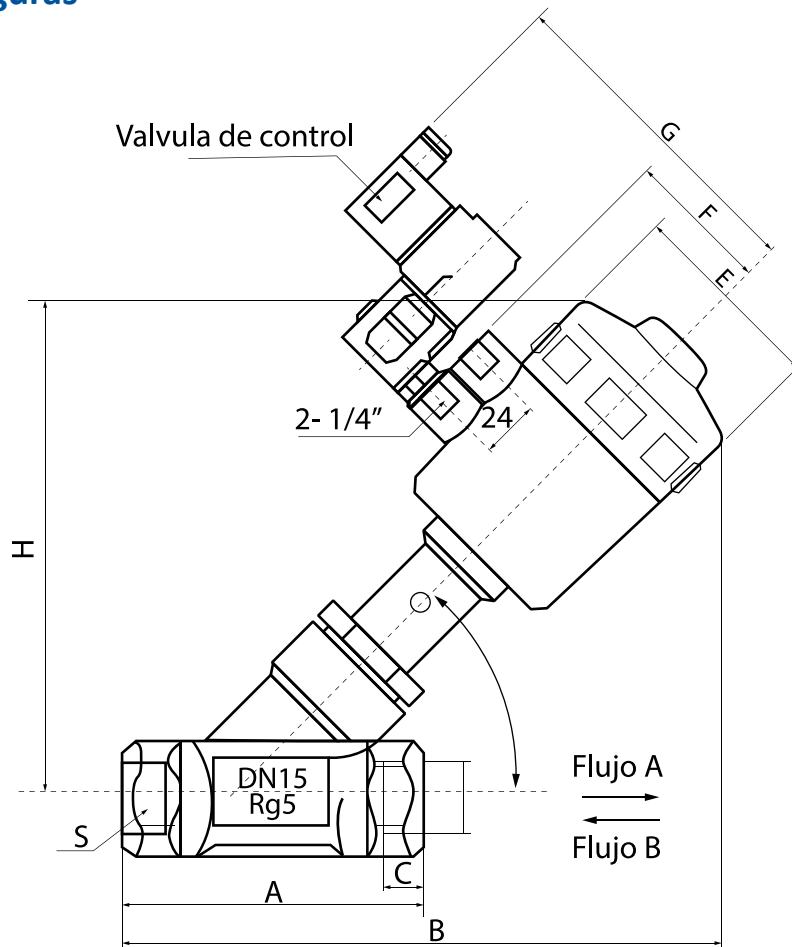 G
Valvula de control
F
E
2- 1/4”
24
H
DN15
Rg5
Flujo A
Flujo B
S
C
A
B